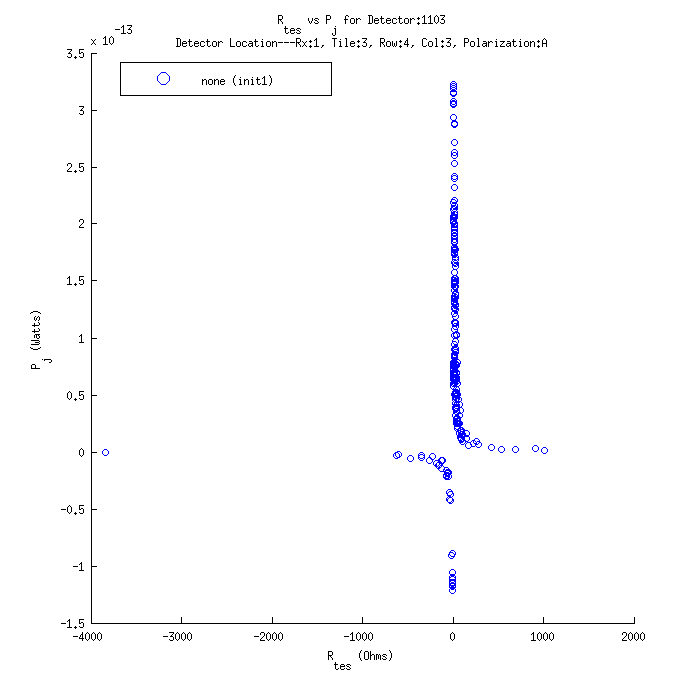 R_tes vs P_j for Detector:1103
Detector Location---Rx:1, Tile:3, Row:4, Col:3, Polarization:A
x 10^-13
none (init1)
3.5
3
2.5
2
1.5
1
0.5
0
-0.5
-1
-1.5
P_j (Watts)
-4000 -3000 -2000 -1000 0 1000 2000
R_tes (Ohms)